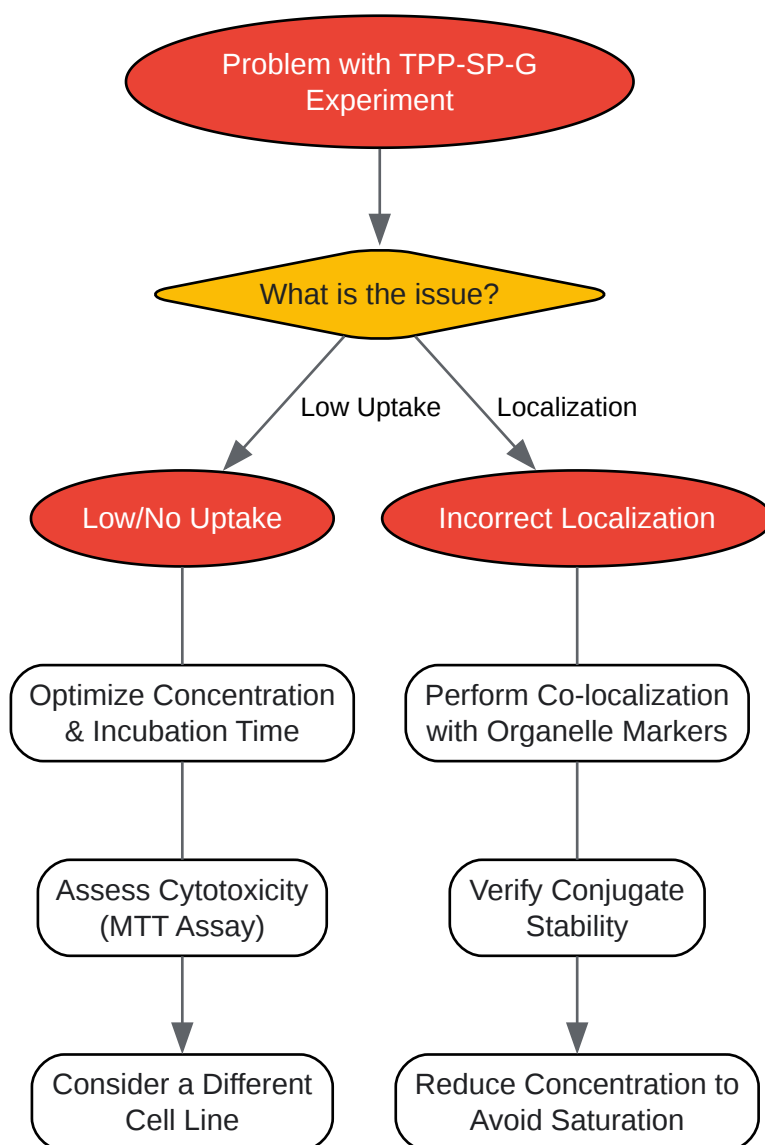 Problem with TPP-SP-G
Experiment
What is the issue?
Low Uptake
Localization
Low/No Uptake
Incorrect Localization
Optimize Concentration
& Incubation Time
Perform Co-localization
with Organelle Markers
Assess Cytotoxicity
(MTT Assay)
Verify Conjugate
Stability
Consider a Different
Cell Line
Reduce Concentration to
Avoid Saturation